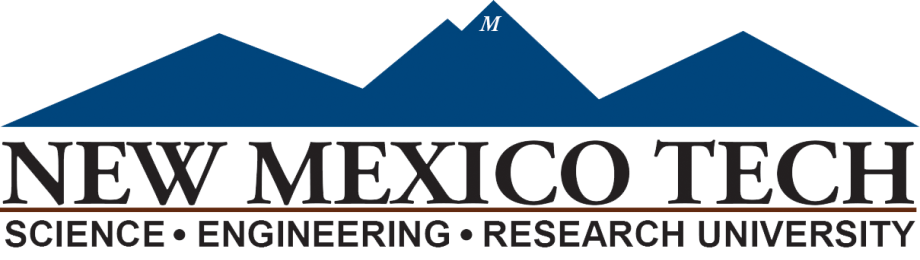 M
NEW MEXICO TECH
SCIENCE • ENGINEERING • RESEARCH UNIVERSITY